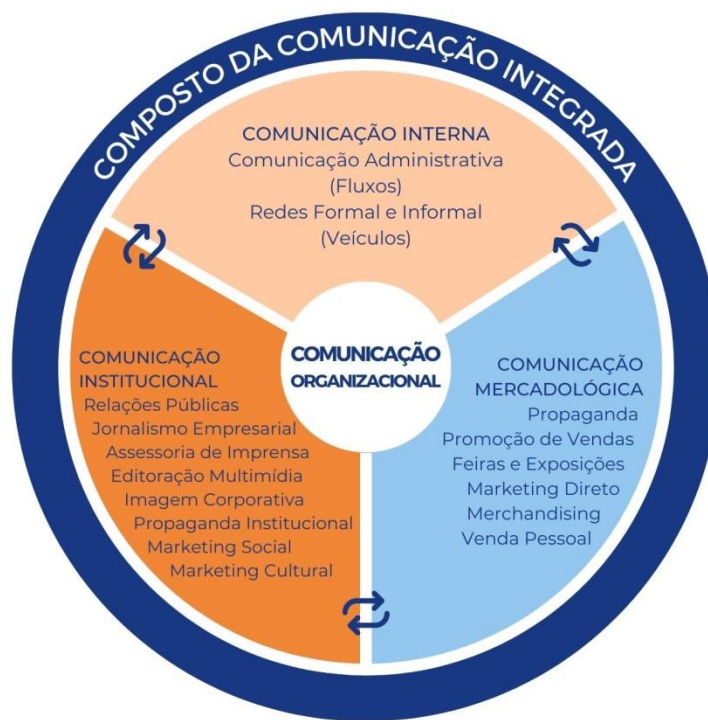 COMPOSTO DA COMUNICAÇÃO INTEGRADA
COMUNICAÇÃO INTERNA
Comunicação Administrativa
(Fluxos)
Redes Formal e Informal
(Veículos)
COMUNICAÇÃO
ORGANIZACIONAL
COMUNICAÇÃO
INSTITUCIONAL
Relações Públicas
Jornalismo Empresarial
Assessoria de Imprensa
Editoração Multimídia
Imagem Corporativa
Propaganda Institucional
Marketing Social
Marketing Cultural
COMUNICAÇÃO
MERCADOLÓGICA
Propaganda
Promoção de Vendas
Feiras e Exposições
Marketing Direto
Merchandising
Venda Pessoal